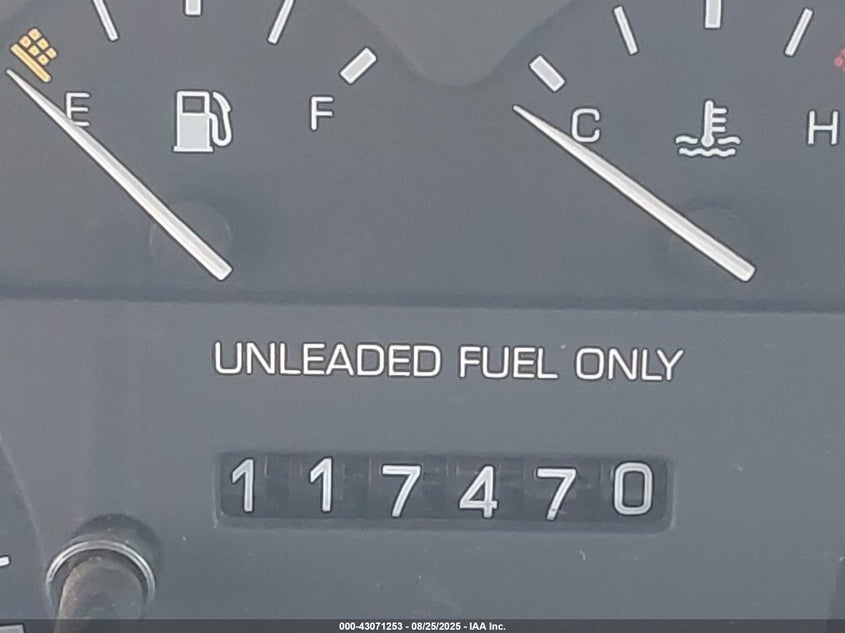 E F C H
UNLEADED FUEL ONLY
117470
000-43071253 - 08/25/2025 - IAA Inc.